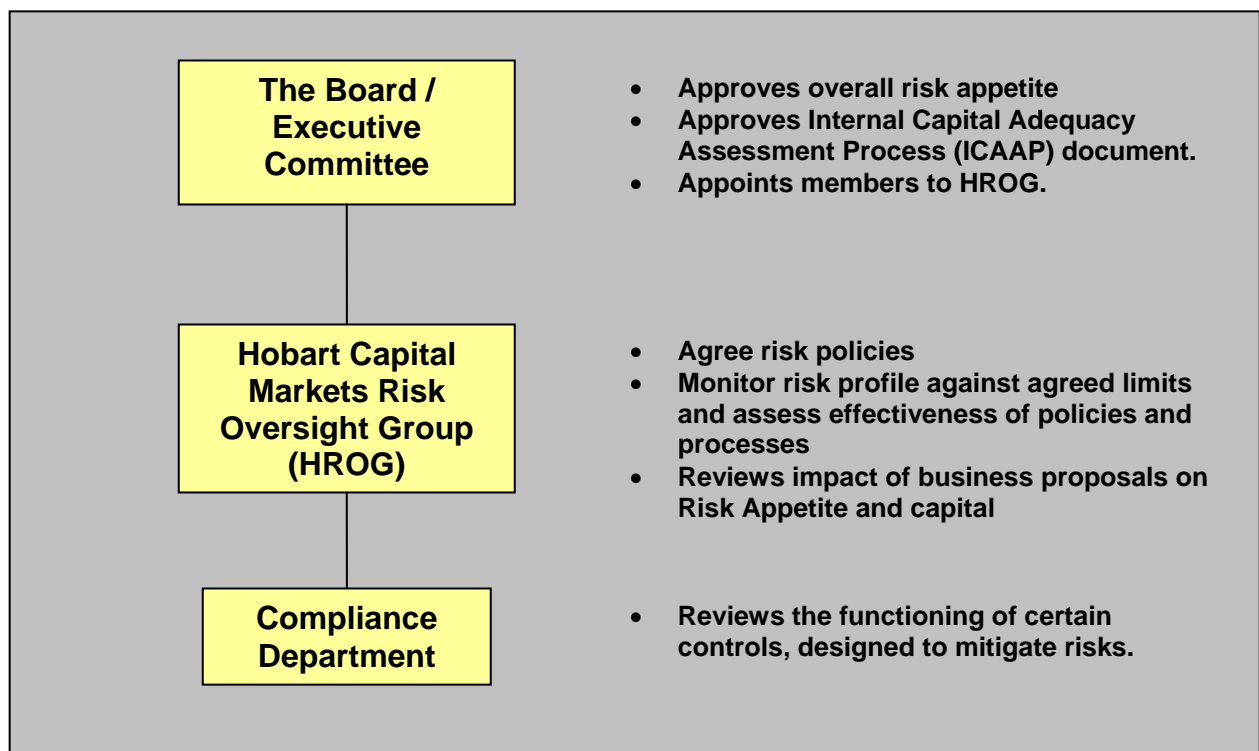 The Board /
Executive
Committee
• Approves overall risk appetite
• Approves Internal Capital Adequacy
Assessment Process (ICAAP) document.
• Appoints members to HROG.
Hobart Capital
Markets Risk
Oversight Group
(HROG)
• Agree risk policies
• Monitor risk profile against agreed limits
and assess effectiveness of policies and
processes
• Reviews impact of business proposals on
Risk Appetite and capital
Compliance
Department
• Reviews the functioning of certain
controls, designed to mitigate risks.